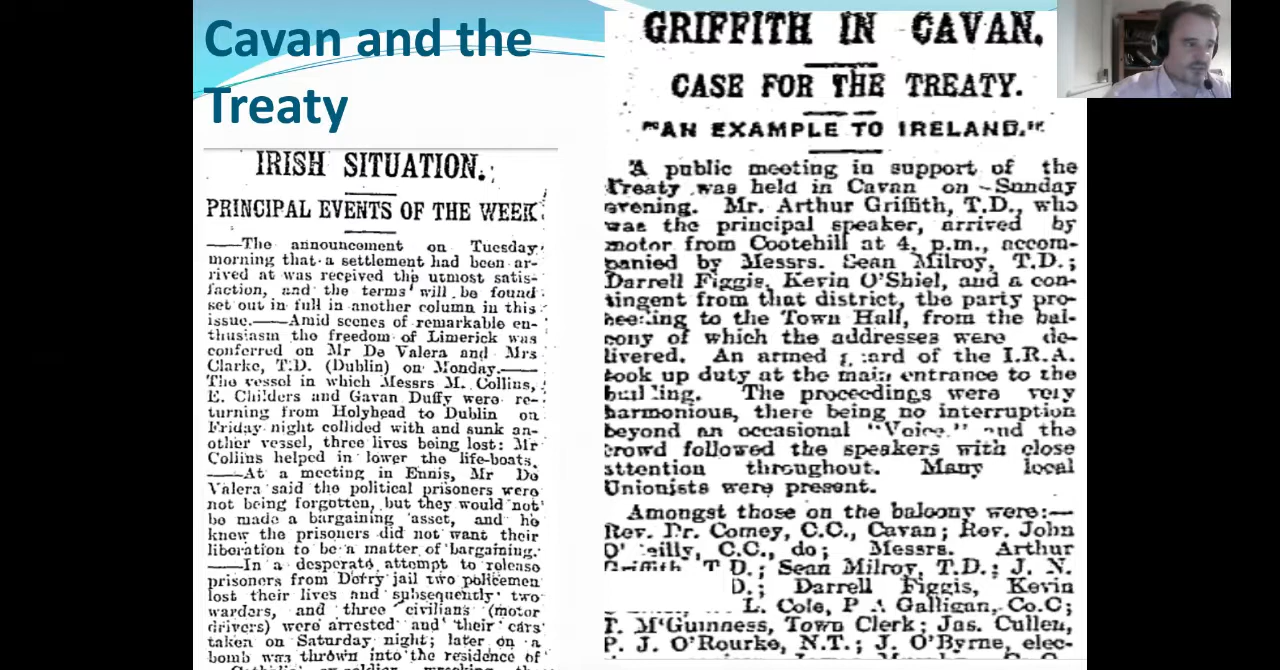 Cavan and the
Treaty
IRISH SITUATION.
PRINCIPAL EVENTS OF THE WEEK
——The announcement on Tuesday
morning that a settlement had been ar-
rived at was received the utmost satis-
faction, and the terms will be found
set out in full in another column in this
issue.——Amid scenes of remarkable en-
thusiasm the freedom of Limerick was
conferred on Mr De Valera and Mrs
Clarke, T.D. (Dublin) on Monday.——
The vessel in which Messrs M. Collins,
E. Childers and Gavan Duffy were re-
turning from Holyhead to Dublin on
Friday night collided with and sunk an-
other vessel, three lives being lost: Mr
Collins helped in lower the life-boats.
——At a meeting in Ennis, Mr De
Valera said the political prisoners were
not being forgotten, but they would not
be made a bargaining asset, and he
knew the prisoners did not want their
liberation to be a matter of bargaining.
——In a desperate attempt to release
prisoners from Derry jail two policemen
lost their lives and subsequently two
warders, and three civilians (motor
drivers) were arrested and their cars
taken on Saturday night; later on a
bomb was thrown into the residence of
GRIFFITH IN CAVAN.
CASE FOR THE TREATY.
"AN EXAMPLE TO IRELAND."
A public meeting in support of the
Treaty was held in Cavan on Sunday
evening. Mr. Arthur Griffith, T.D., who
was the principal speaker, arrived by
motor from Cootehill at 4, p.m., accom-
panied by Messrs. Sean Milroy, T.D.;
Darrell Figgis, Kevin O'Shiel, and a con-
tingent from that district, the party pro-
to the Town Hall, from the bal-
cony of which the addresses were de-
livered. An armed of the I.R.A.
took up duty at the main entrance to the
The proceedings were very
harmonious, there being no interruption
beyond an occasional "Voice," and the
crowd followed the speakers with close
attention throughout. Many local
Unionists were present.
Amongst those on the balcony were:—
Rev. Dr. Comey, C.C., Cavan; Rev. John
C.C., do; Messrs. Arthur
Griffith T.D.; Sean Milroy, T.D.; J. N.
D.; Darrell Figgis, Kevin
L. Cole, P Galligan, Co.C;
T. M'Guinness, Town Clerk; Jas. Cullen,
P. J. O'Rourke, N.T.; J. O'Byrne, elec-